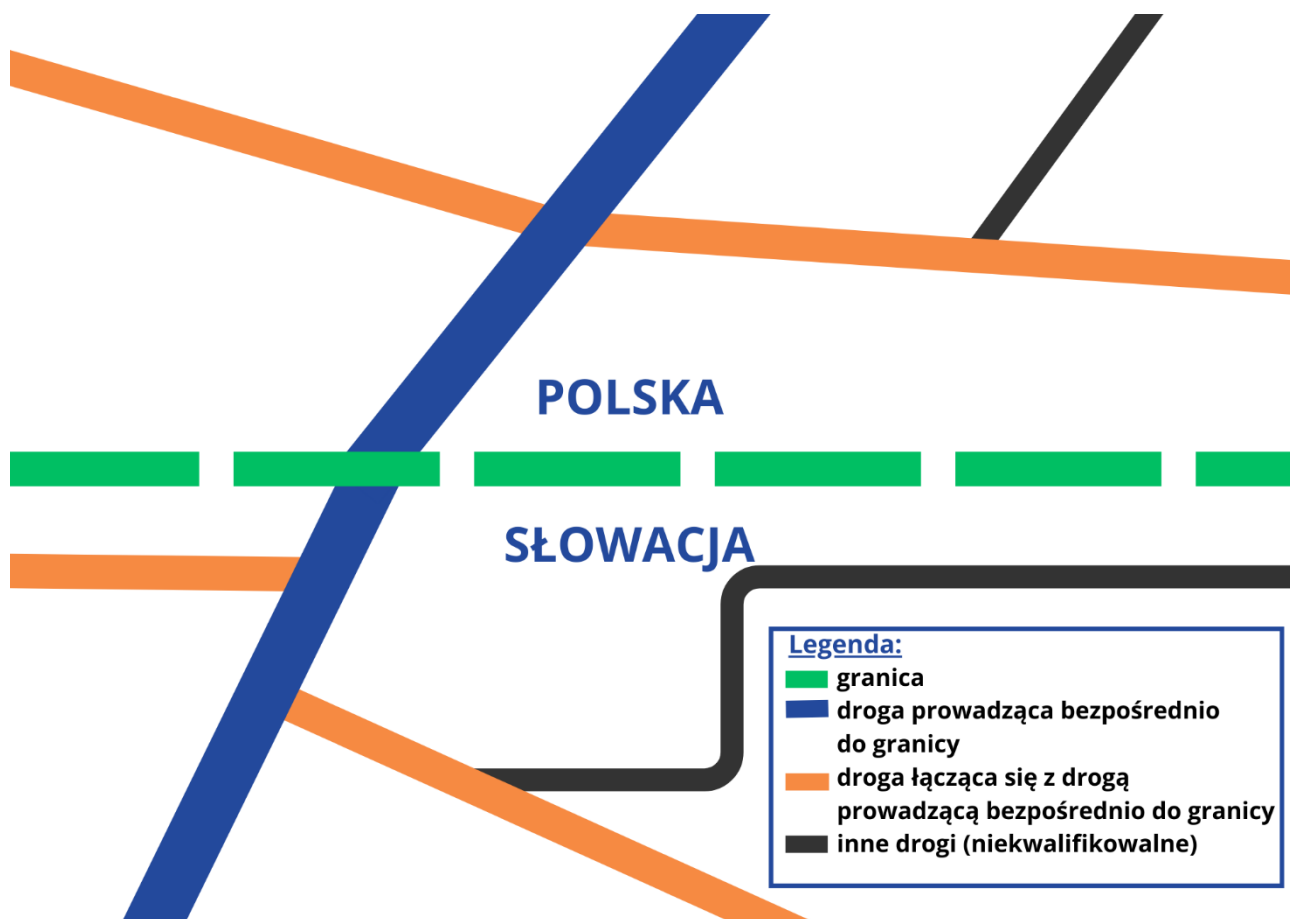 POLSKA
SŁOWACJA
Legenda:
granica
droga prowadząca bezpośrednio
do granicy
droga łącząca się z drogą
prowadzącą bezpośrednio do granicy
inne drogi (niekwalifikowalne)